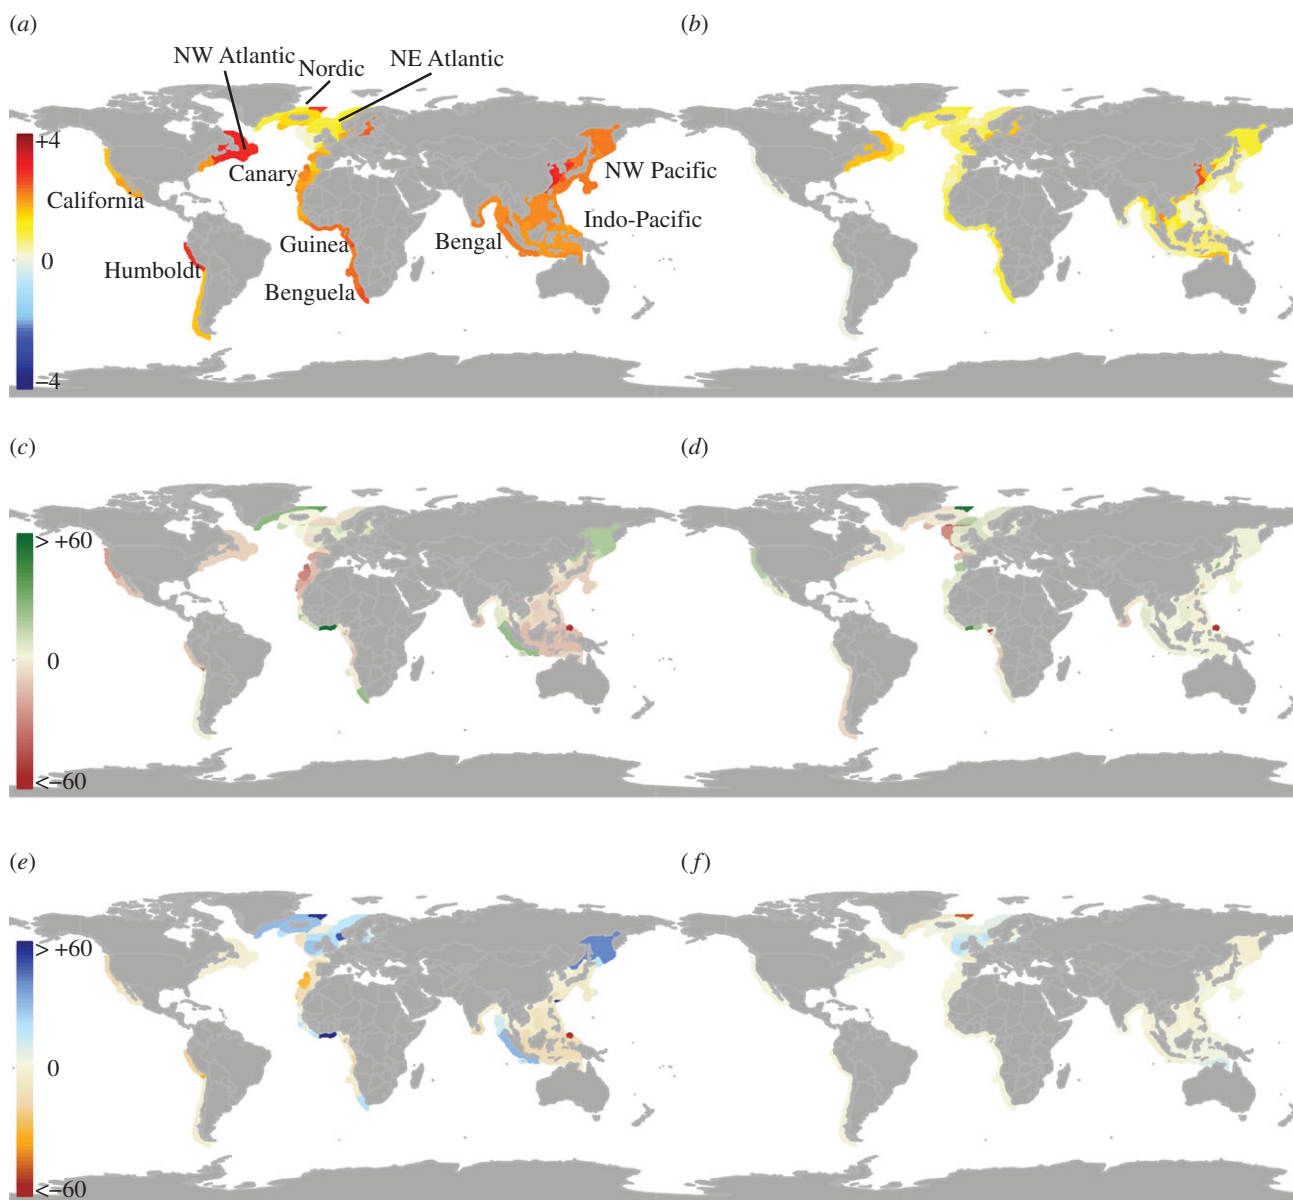 (a)
(b)
NW Atlantic
Nordic
NE Atlantic
+4
Canary
NW Pacific
California
Guinea
Bengal
Indo-Pacific
0
Humboldt
Benguela
–4
(c)
(d)
> +60
0
<–60
(e)
(f)
> +60
0
<–60